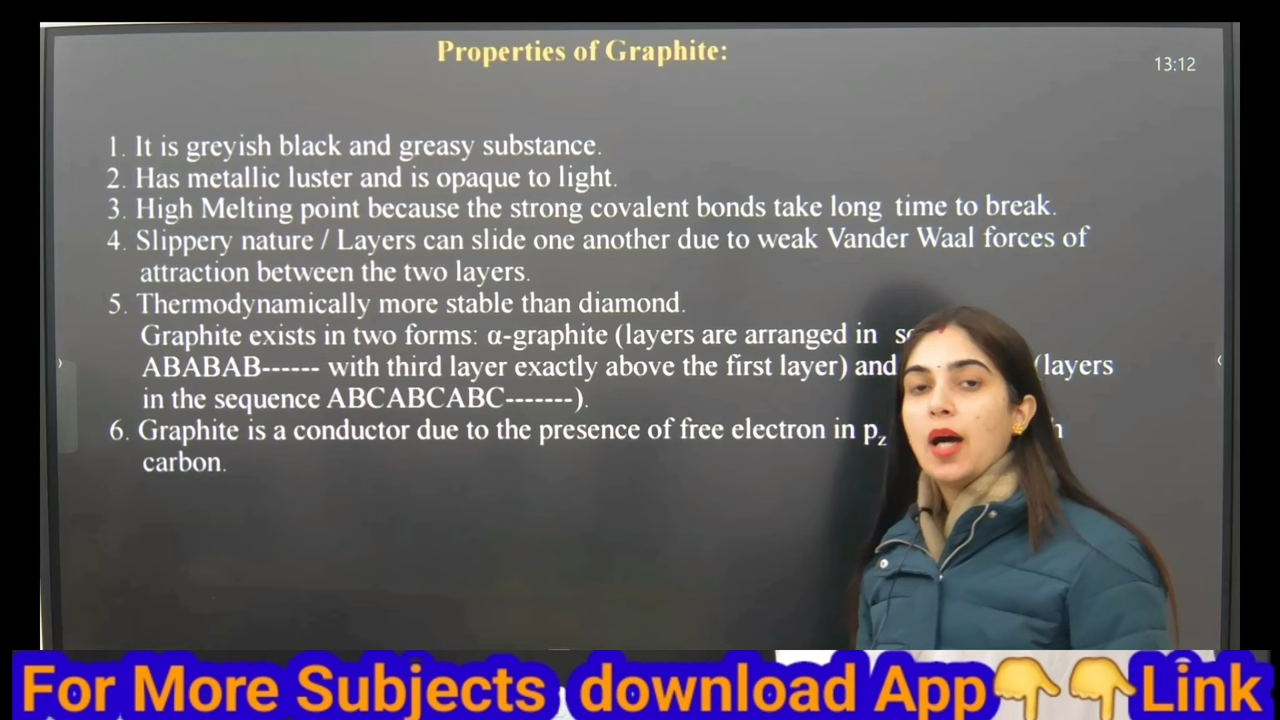 Properties of Graphite:
13:12
1. It is greyish black and greasy substance.
2. Has metallic luster and is opaque to light.
3. High Melting point because the strong covalent bonds take long time to break.
4. Slippery nature / Layers can slide one another due to weak Vander Waal forces of
attraction between the two layers.
5. Thermodynamically more stable than diamond.
Graphite exists in two forms: α-graphite (layers are arranged in
ABABAB------ with third layer exactly above the first layer) and (layers
in the sequence ABCABCABC-------).
6. Graphite is a conductor due to the presence of free electron in pz
carbon.
For More Subjects download App👇👇Link